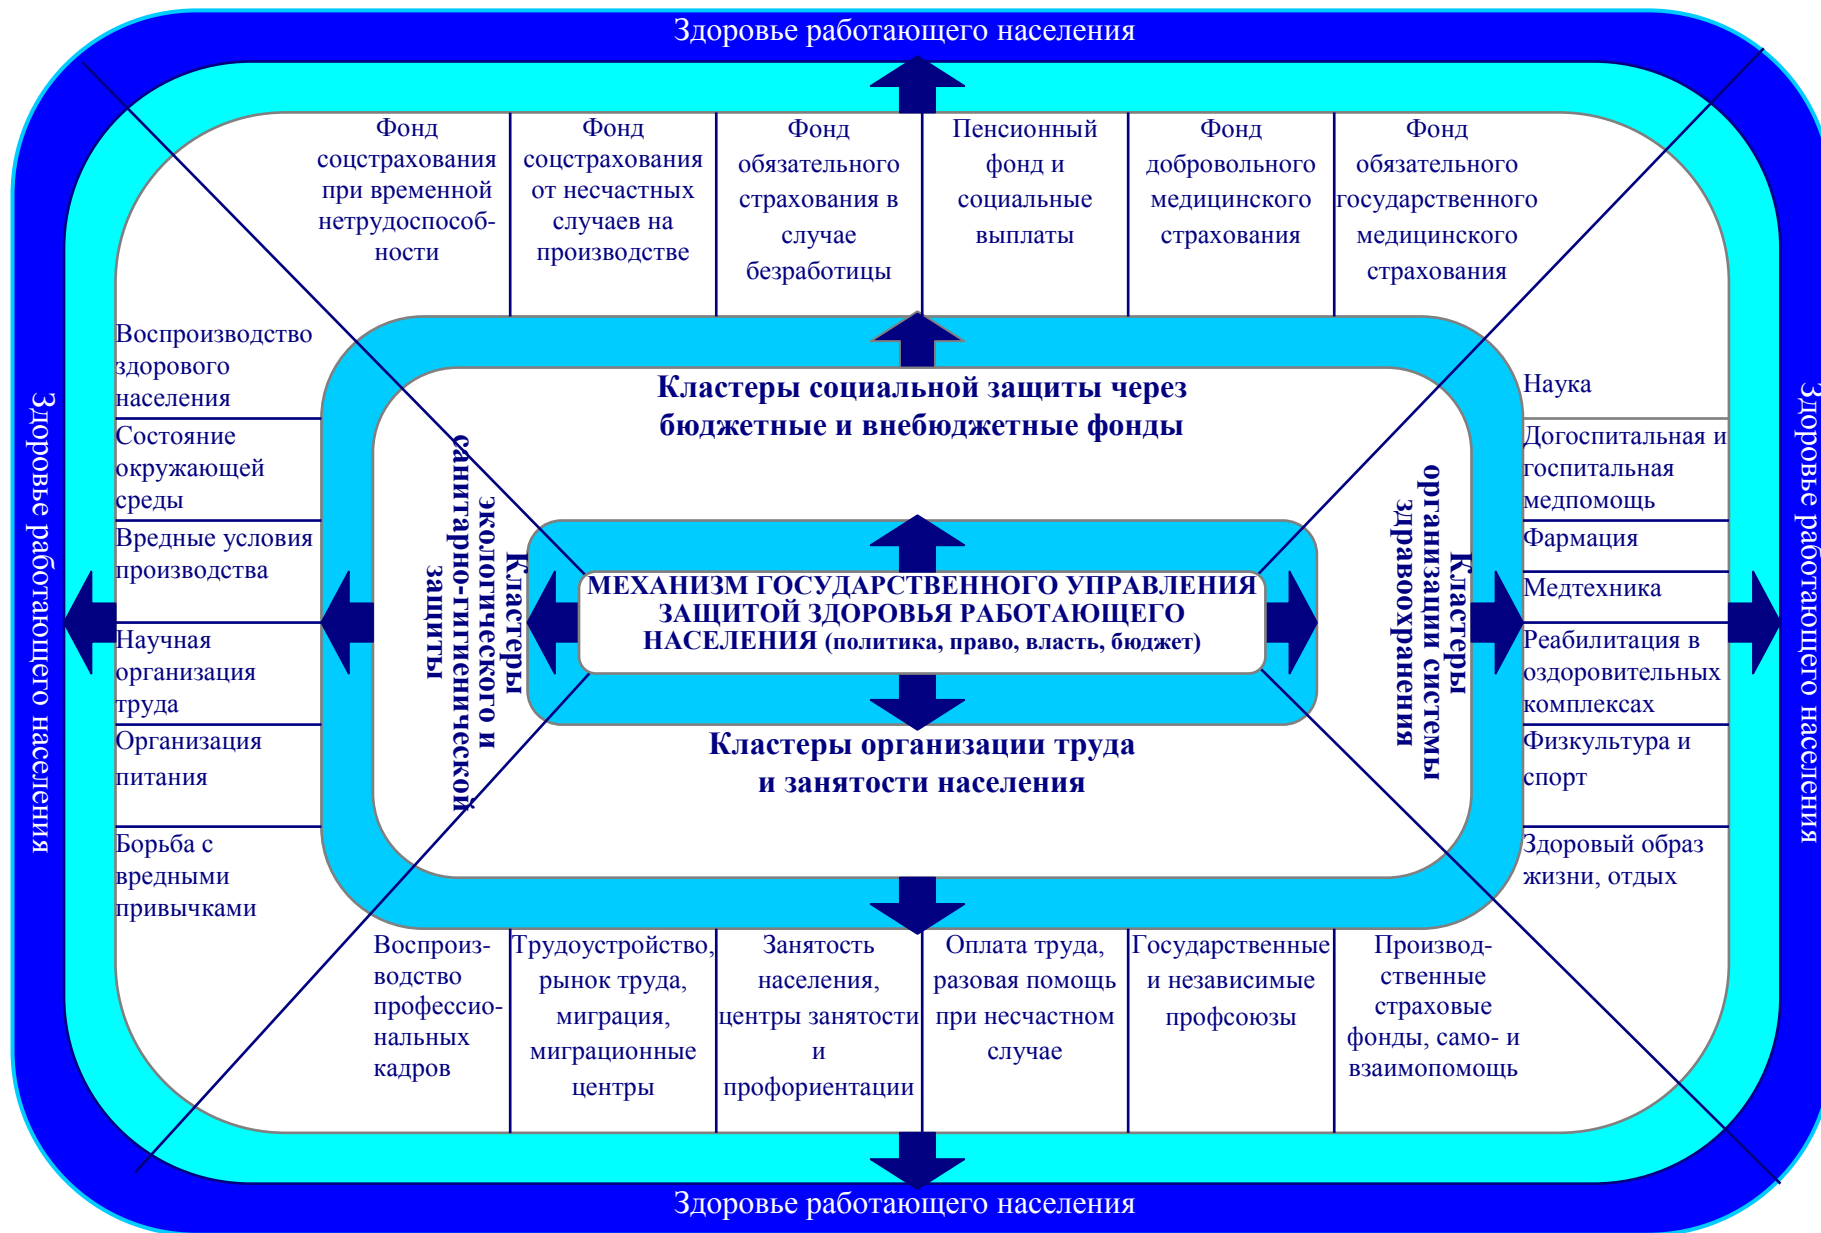 Здоровье работающего населения
Фонд
соцстрахования
при временной
нетрудоспособ-
ности
Фонд
соцстрахования
от несчастных
случаев на
производстве
Фонд
обязательного
страхования в
случае
безработицы
Пенсионный
фонд и
социальные
выплаты
Фонд
добровольного
медицинского
страхования
Фонд
обязательного
государственного
медицинского
страхования
Здоровье работающего населения
Воспроизводство
здорового
населения
Состояние
окружающей
среды
Вредные условия
производства
Научная
организация
труда
Организация
питания
Борьба с
вредными
привычками
Кластеры социальной защиты через
бюджетные и внебюджетные фонды
Кластеры
экологического и
санитарно-гигиенической
защиты
МЕХАНИЗМ ГОСУДАРСТВЕННОГО УПРАВЛЕНИЯ
ЗАЩИТОЙ ЗДОРОВЬЯ РАБОТАЮЩЕГО
НАСЕЛЕНИЯ (политика, право, власть, бюджет)
Кластеры
организации системы
здравоохранения
Кластеры организации труда
и занятости населения
Наука
Догоспитальная и
госпитальная
медпомощь
Фармация
Медтехника
Реабилитация в
оздоровительных
комплексах
Физкультура и
спорт
Здоровый образ
жизни, отдых
Здоровье работающего населения
Воспроиз-
водство
профессио-
нальных
кадров
Трудоустройство,
рынок труда,
миграция,
миграционные
центры
Занятость
населения,
центры занятости
и
профориентации
Оплата труда,
разовая помощь
при несчастном
случае
Государственные
и независимые
профсоюзы
Производ-
ственные
страховые
фонды, само- и
взаимопомощь
Здоровье работающего населения